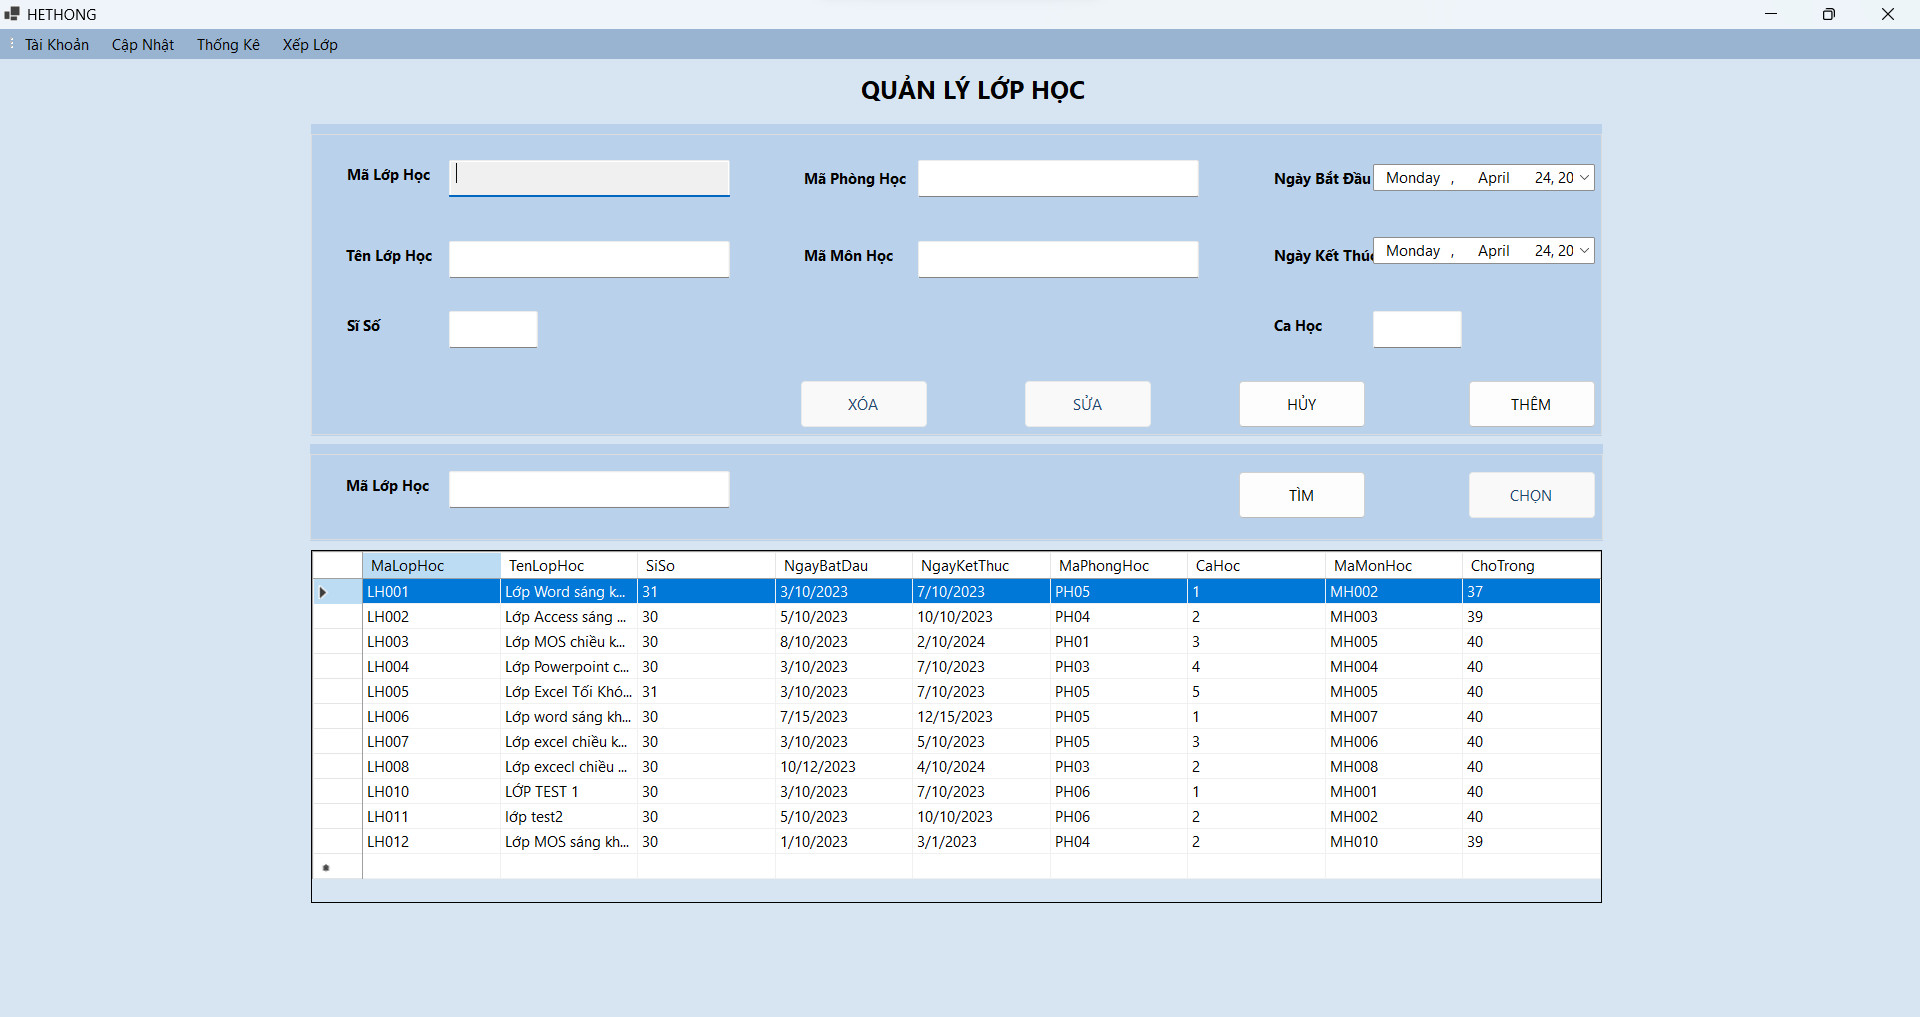 HETHONG
Tài Khoản Cập Nhật Thống Kê Xếp Lớp
QUẢN LÝ LỚP HỌC
Mã Lớp Học Mã Phòng Học Ngày Bắt Đầu Monday , April 24, 20
Tên Lớp Học Mã Môn Học Ngày Kết Thúc Monday , April 24, 20
Sĩ Số Ca Học
XÓA SỬA HỦY THÊM
Mã Lớp Học TÌM CHỌN
MaLopHoc TenLopHoc SiSo NgayBatDau NgayKetThuc MaPhongHoc CaHoc MaMonHoc ChoTrong
LH001 Lớp Word sáng k... 31 3/10/2023 7/10/2023 PH05 1 MH002 37
LH002 Lớp Access sáng ... 30 5/10/2023 10/10/2023 PH04 2 MH003 39
LH003 Lớp MOS chiều k... 30 8/10/2023 2/10/2024 PH01 3 MH005 40
LH004 Lớp Powerpoint c... 30 3/10/2023 7/10/2023 PH03 4 MH004 40
LH005 Lớp Excel Tối Khó... 31 3/10/2023 7/10/2023 PH05 5 MH005 40
LH006 Lớp word sáng kh... 30 7/15/2023 12/15/2023 PH05 1 MH007 40
LH007 Lớp excel chiều k... 30 3/10/2023 5/10/2023 PH05 3 MH006 40
LH008 Lớp excecl chiều ... 30 10/12/2023 4/10/2024 PH03 2 MH008 40
LH010 LỚP TEST 1 30 3/10/2023 7/10/2023 PH06 1 MH001 40
LH011 lớp test2 30 5/10/2023 10/10/2023 PH06 2 MH002 40
LH012 Lớp MOS sáng kh... 30 1/10/2023 3/1/2023 PH04 2 MH010 39